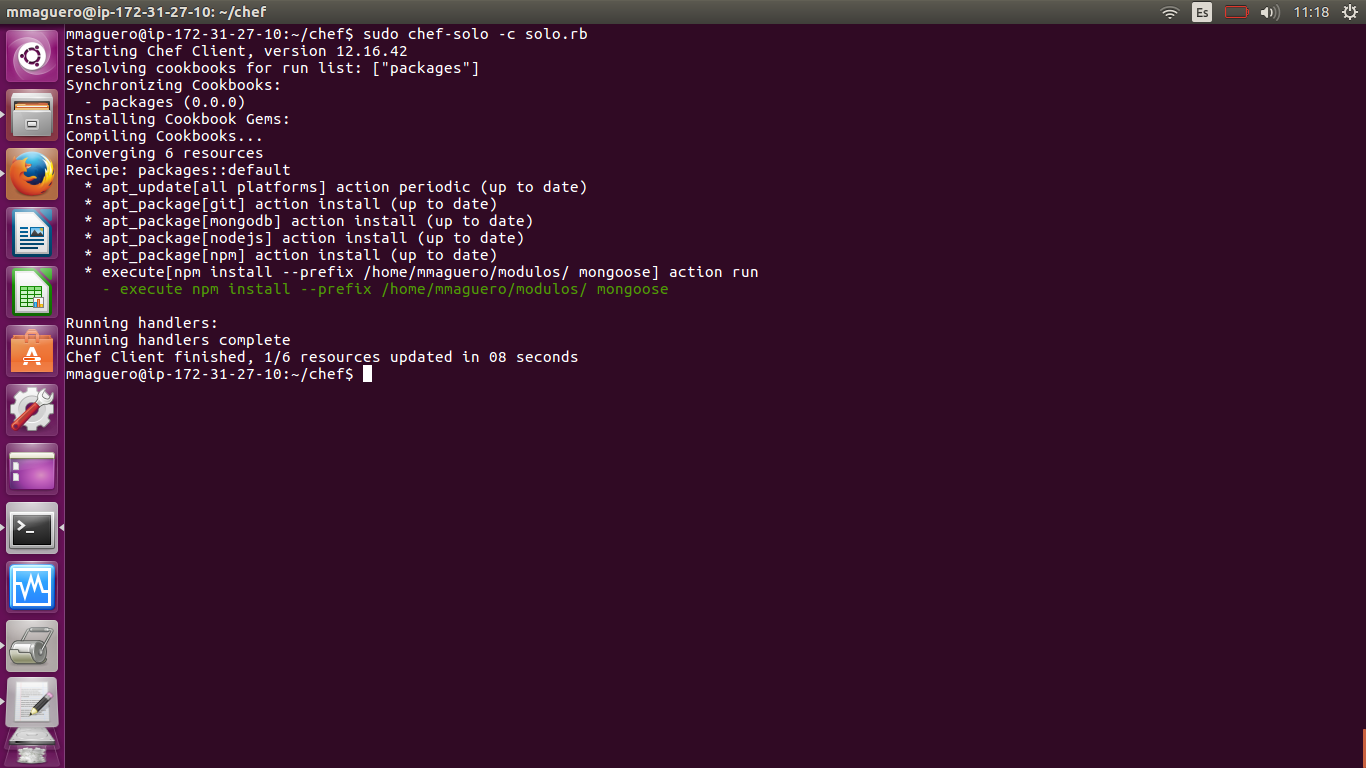 mmaguero@ip-172-31-27-10: ~/chef
Es
11:18
mmaguero@ip-172-31-27-10:~/chef$ sudo chef-solo -c solo.rb
Starting Chef Client, version 12.16.42
resolving cookbooks for run list: ["packages"]
Synchronizing Cookbooks:
  - packages (0.0.0)
Installing Cookbook Gems:
Compiling Cookbooks...
Converging 6 resources
Recipe: packages::default
  * apt_update[all platforms] action periodic (up to date)
  * apt_package[git] action install (up to date)
  * apt_package[mongodb] action install (up to date)
  * apt_package[nodejs] action install (up to date)
  * apt_package[npm] action install (up to date)
  * execute[npm install --prefix /home/mmaguero/modulos/ mongoose] action run
    - execute npm install --prefix /home/mmaguero/modulos/ mongoose
Running handlers:
Running handlers complete
Chef Client finished, 1/6 resources updated in 08 seconds
mmaguero@ip-172-31-27-10:~/chef$